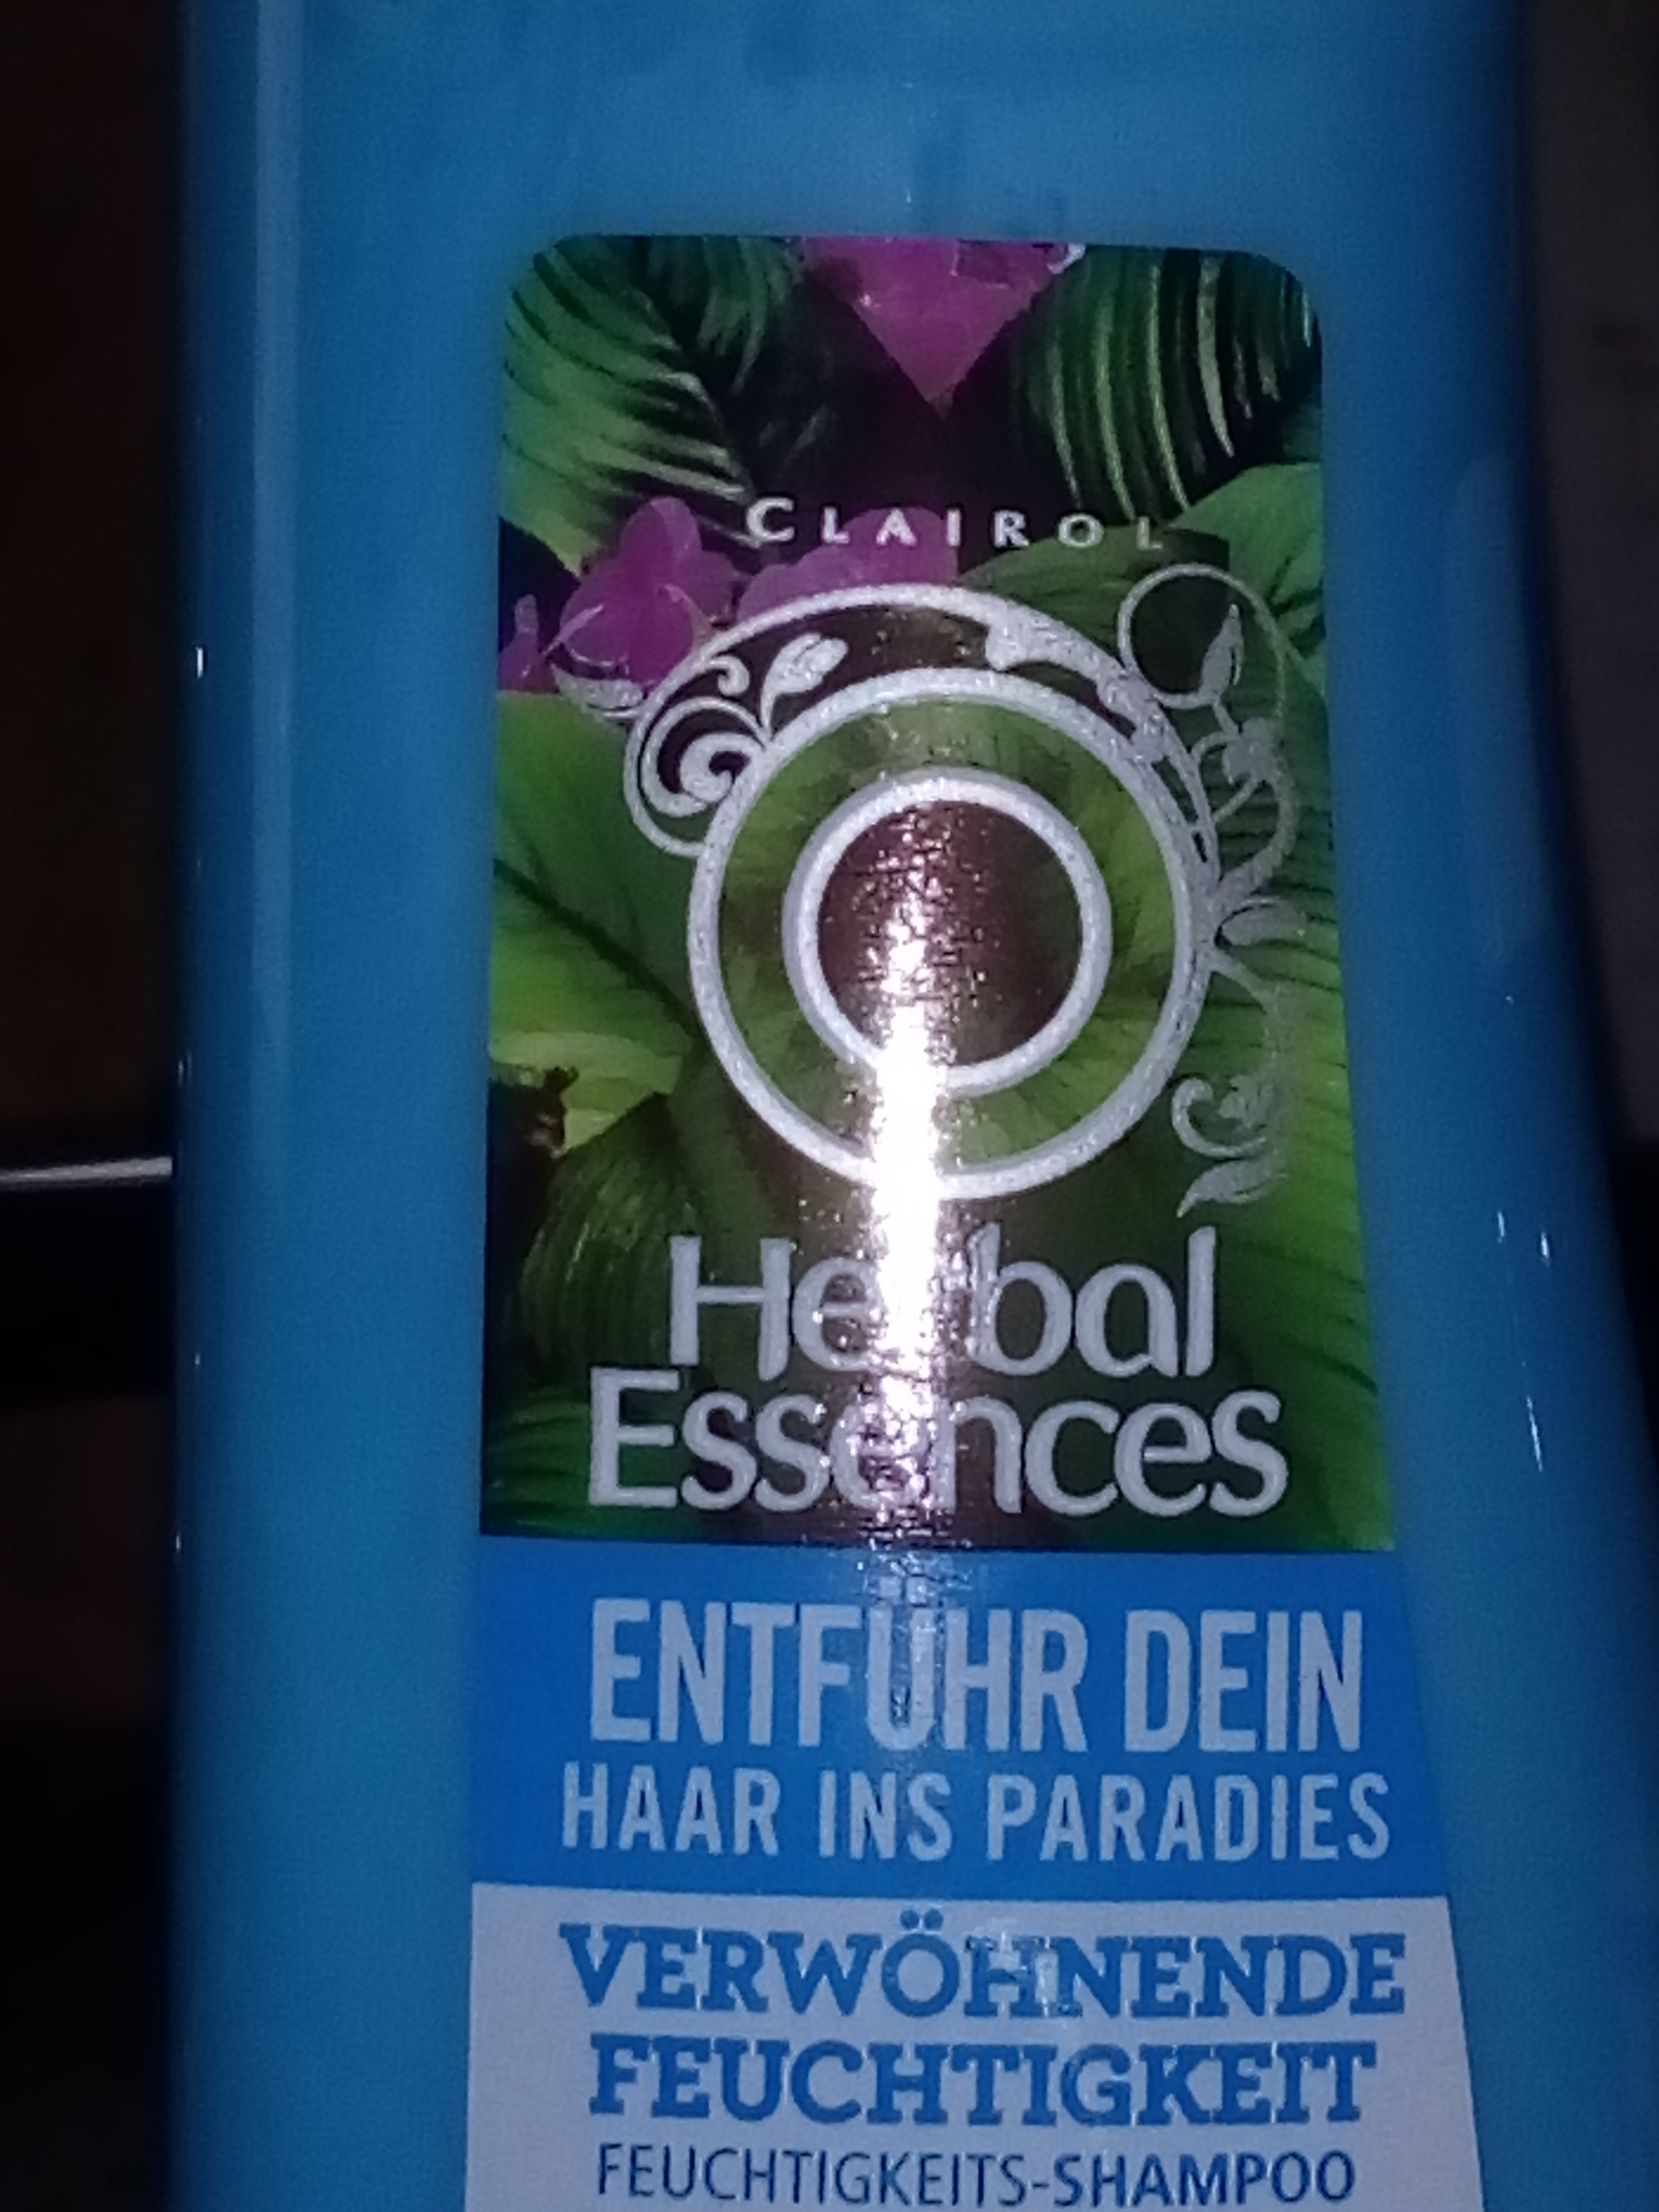 CLAIROL
Herbal
Essences
ENTFÜHR DEIN
HAAR INS PARADIES
VERWÖHNENDE
FEUCHTIGKEIT
FEUCHTIGKEITS-SHAMPOO